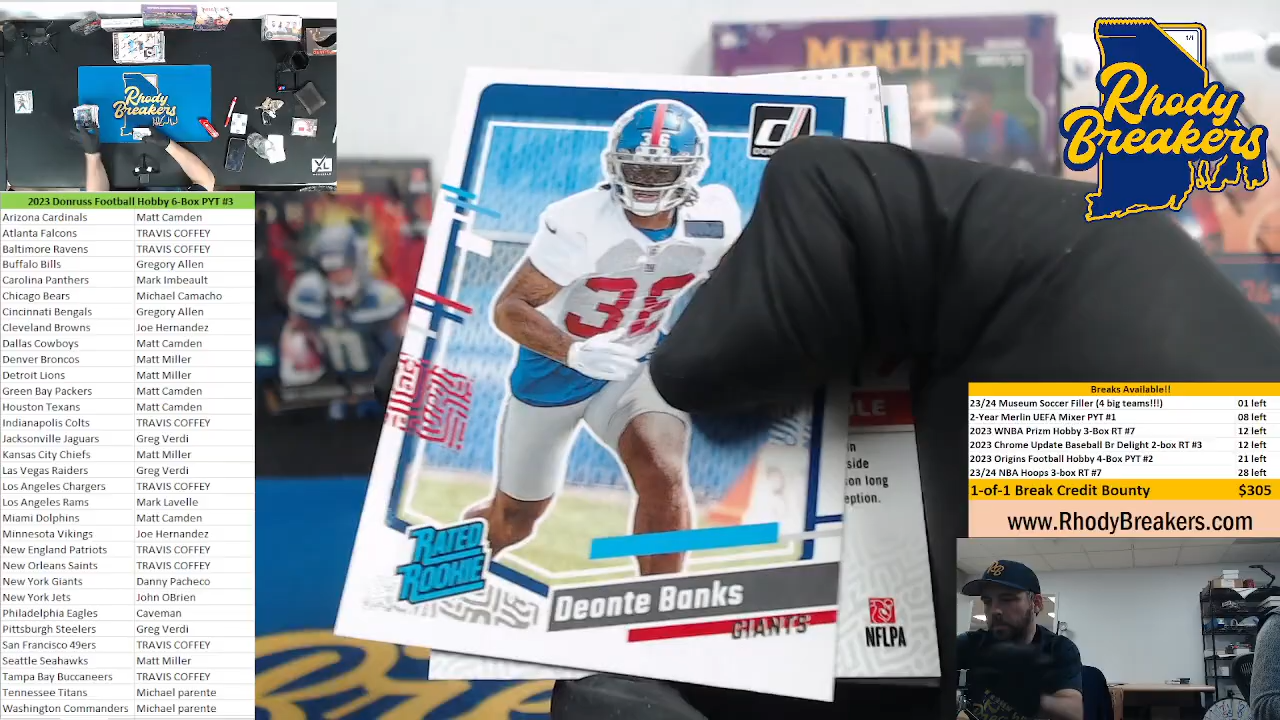 2023 Donruss Football Hobby 6-Box PYT #3
Arizona Cardinals Matt Camden
Atlanta Falcons TRAVIS COFFEY
Baltimore Ravens TRAVIS COFFEY
Buffalo Bills Gregory Allen
Carolina Panthers Mark Imbeault
Chicago Bears Michael Camacho
Cincinnati Bengals Gregory Allen
Cleveland Browns Joe Hernandez
Dallas Cowboys Matt Camden
Denver Broncos Matt Miller
Detroit Lions Matt Miller
Green Bay Packers Matt Camden
Houston Texans Matt Camden
Indianapolis Colts TRAVIS COFFEY
Jacksonville Jaguars Greg Verdi
Kansas City Chiefs Matt Miller
Las Vegas Raiders Greg Verdi
Los Angeles Chargers TRAVIS COFFEY
Los Angeles Rams Mark Lavelle
Miami Dolphins Matt Camden
Minnesota Vikings Joe Hernandez
New England Patriots TRAVIS COFFEY
New Orleans Saints TRAVIS COFFEY
New York Giants Danny Pacheco
New York Jets John OBrien
Philadelphia Eagles Caveman
Pittsburgh Steelers Greg Verdi
San Francisco 49ers TRAVIS COFFEY
Seattle Seahawks Matt Miller
Tampa Bay Buccaneers TRAVIS COFFEY
Tennessee Titans Michael parente
Washington Commanders Michael parente
Rhody
Breakers
XL
MERLIN
d
36
36
RATED
ROOKIE
Deonte Banks
GIANTS
side
on long
eption.
NFLPA
1/1
Rhody
Breakers
Breaks Available!!
23/24 Museum Soccer Filler (4 big teams!!!) 01 left
2-Year Merlin UEFA Mixer PYT #1 08 left
2023 WNBA Prizm Hobby 3-Box RT #7 12 left
2023 Chrome Update Baseball Br Delight 2-box RT #3 12 left
2023 Origins Football Hobby 4-Box PYT #2 21 left
23/24 NBA Hoops 3-box RT #7 28 left
1-of-1 Break Credit Bounty $305
www.RhodyBreakers.com